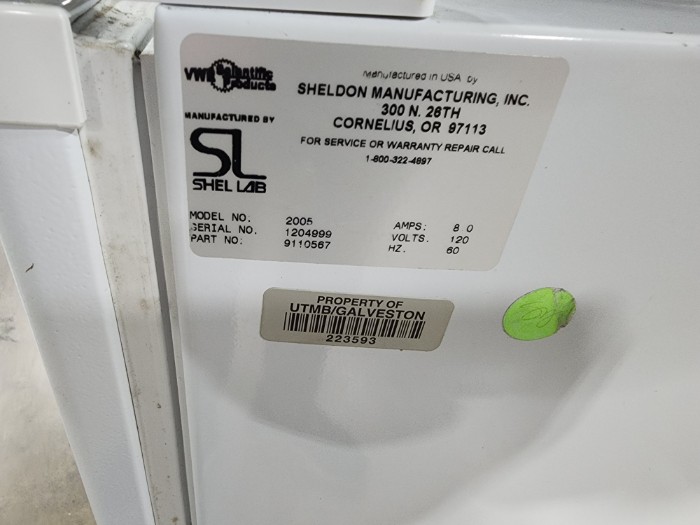 VWR Scientific Products
Manufactured in USA by
SHELDON MANUFACTURING, INC.
300 N. 26TH
CORNELIUS, OR 97113
FOR SERVICE OR WARRANTY REPAIR CALL
1-800-322-4897
MANUFACTURED BY
SL
SHEL LAB
MODEL NO: 2005 AMPS: 8.0
SERIAL NO. 1204999 VOLTS. 120
PART NO: 9110567 HZ. 60
PROPERTY OF
UTMB/GALVESTON
223593